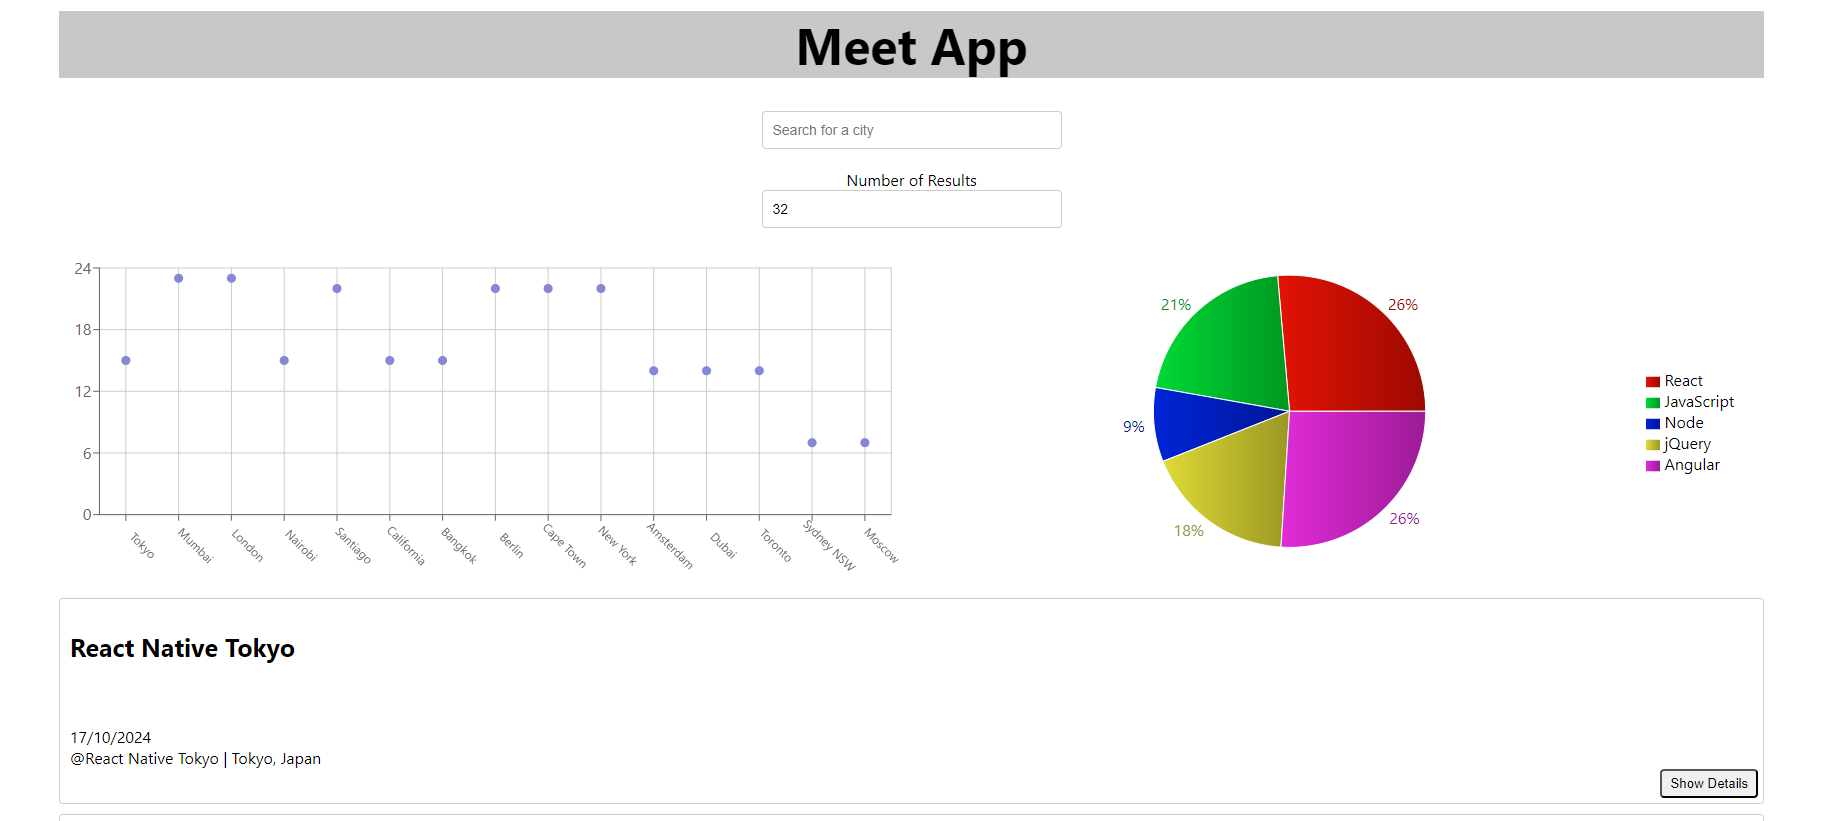 Meet App
Search for a city
Number of Results
32
24
18
12
6
0
Tokyo
Mumbai
London
Nairobi
Santiago
California
Bangkok
Berlin
Cape Town
New York
Amsterdam
Dubai
Toronto
Sydney NSW
Moscow
21%
26%
9%
18%
26%
React
JavaScript
Node
jQuery
Angular
React Native Tokyo
17/10/2024
@React Native Tokyo | Tokyo, Japan
Show Details